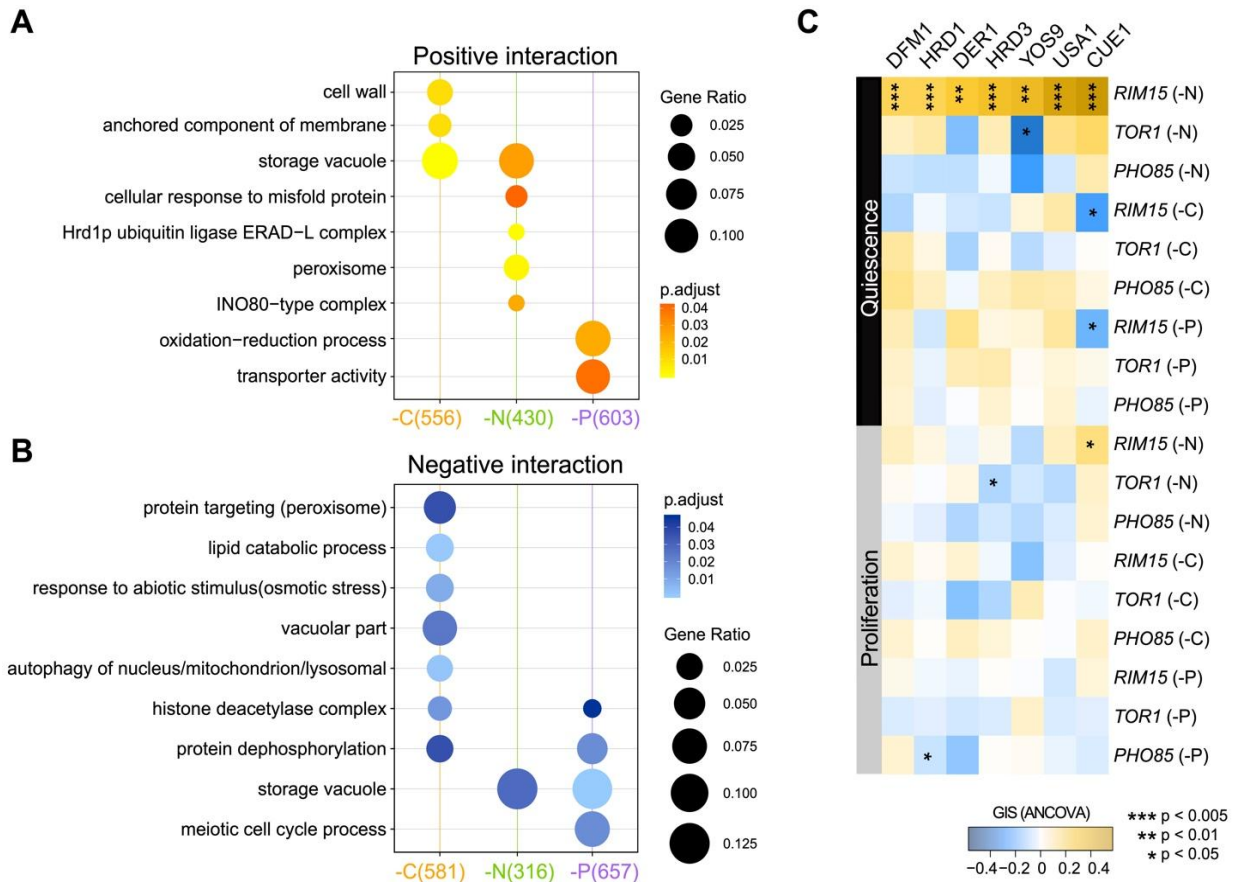 A
Positive interaction
cell wall
anchored component of membrane
storage vacuole
cellular response to misfold protein
Hrd1p ubiquitin ligase ERAD−L complex
peroxisome
INO80−type complex
oxidation−reduction process
transporter activity
-C(556) -N(430) -P(603)
Gene Ratio
0.025
0.050
0.075
0.100
p.adjust
0.04
0.03
0.02
0.01
B
Negative interaction
protein targeting (peroxisome)
lipid catabolic process
response to abiotic stimulus(osmotic stress)
vacuolar part
autophagy of nucleus/mitochondrion/lysosomal
histone deacetylase complex
protein dephosphorylation
storage vacuole
meiotic cell cycle process
-C(581) -N(316) -P(657)
p.adjust
0.04
0.03
0.02
0.01
Gene Ratio
0.025
0.050
0.075
0.100
0.125
C
DFM1 HRD1 DER1 HRD3 YOS9 USA1 CUE1
Quiescence
Proliferation
*** *** ** *** ** *** *** RIM15 (-N)
* TOR1 (-N)
PHO85 (-N)
* RIM15 (-C)
TOR1 (-C)
PHO85 (-C)
* RIM15 (-P)
TOR1 (-P)
PHO85 (-P)
* RIM15 (-N)
* TOR1 (-N)
PHO85 (-N)
RIM15 (-C)
TOR1 (-C)
PHO85 (-C)
RIM15 (-P)
TOR1 (-P)
* PHO85 (-P)
GIS (ANCOVA)
-0.4 -0.2 0 0.2 0.4
*** p < 0.005
** p < 0.01
* p < 0.05